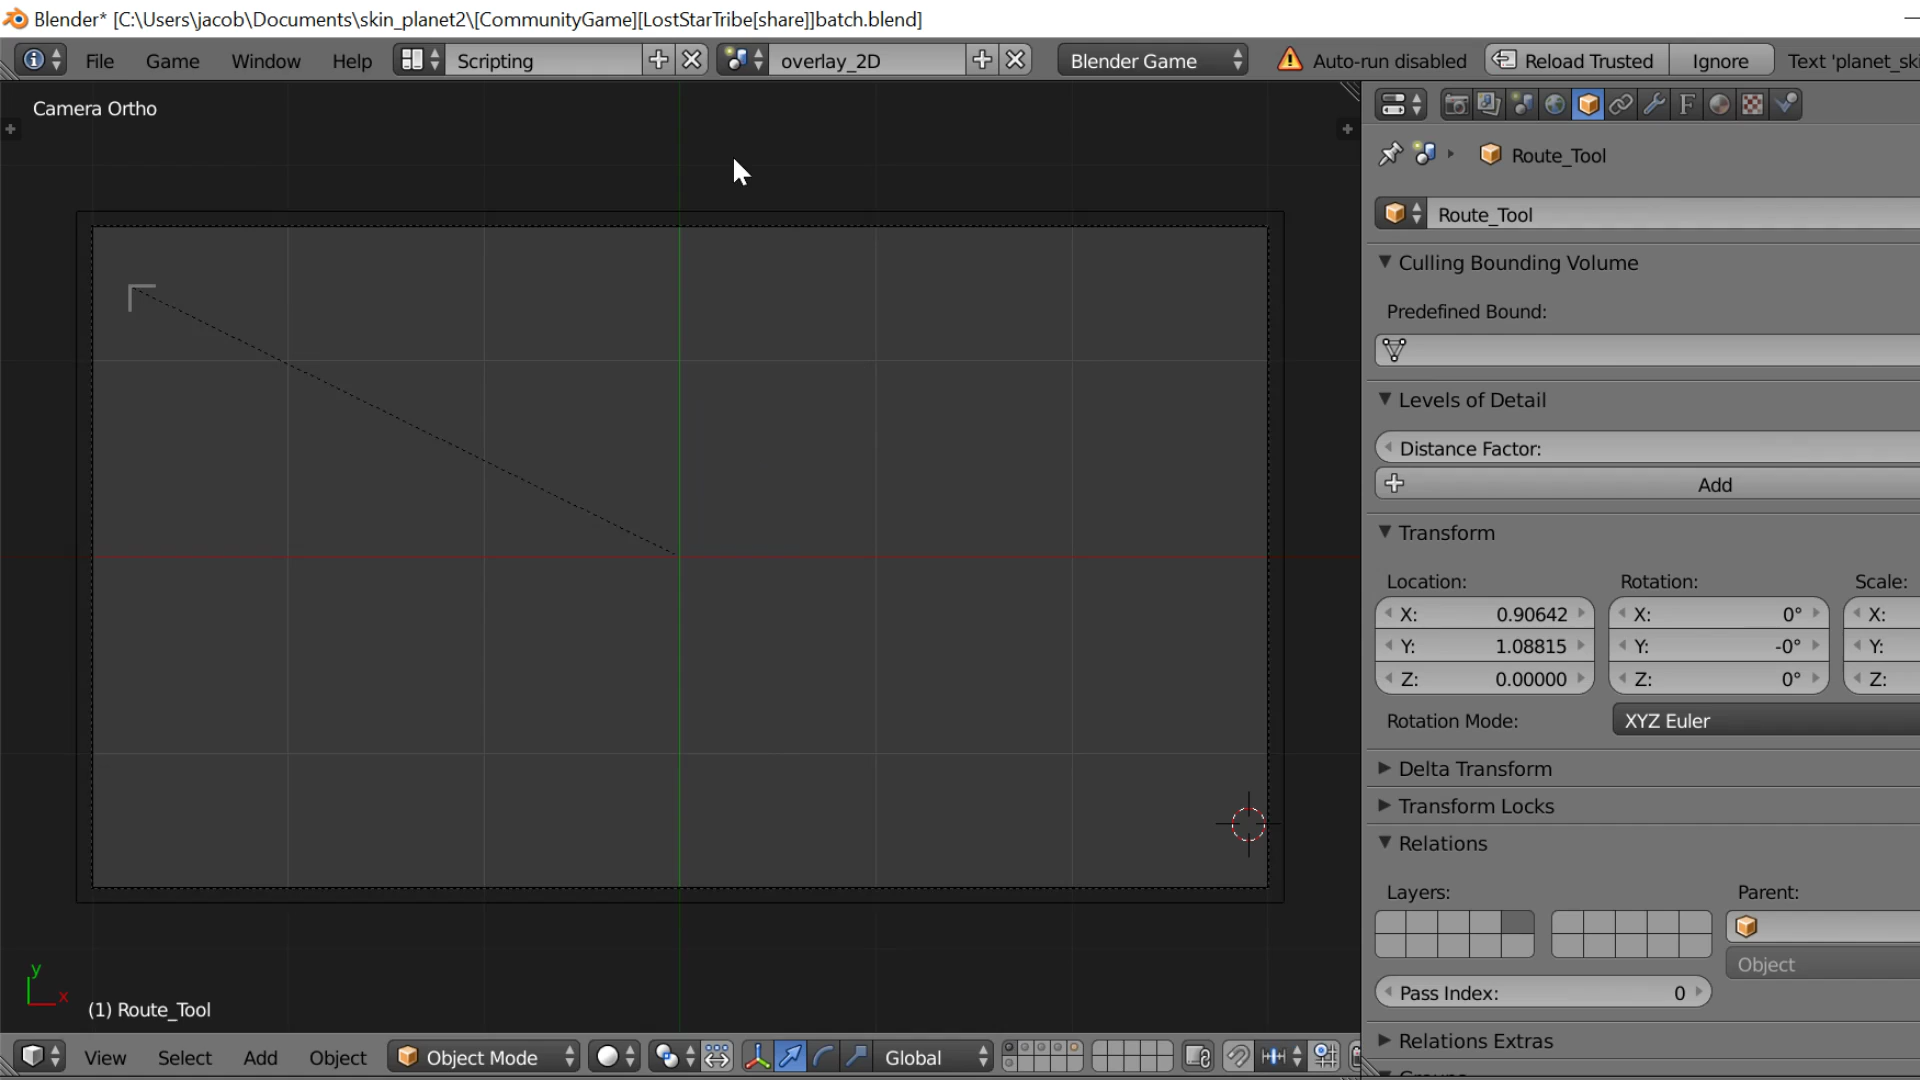 Blender* [C:\Users\jacob\Documents\skin_planet2\[CommunityGame][LostStarTribe[share]]batch.blend]
File Game Window Help Scripting overlay_2D Blender Game Auto-run disabled Reload Trusted Ignore Text 'planet_sk
Camera Ortho
F
Route_Tool
Route_Tool
Culling Bounding Volume
Predefined Bound:
Levels of Detail
Distance Factor:
Add
Transform
Location: Rotation: Scale:
X: 0.90642 X: 0° X:
Y: 1.08815 Y: -0° Y:
Z: 0.00000 Z: 0° Z:
Rotation Mode: XYZ Euler
Delta Transform
Transform Locks
Relations
Layers: Parent:
Object
Pass Index: 0
Relations Extras
y
x
(1) Route_Tool
View Select Add Object Object Mode Global